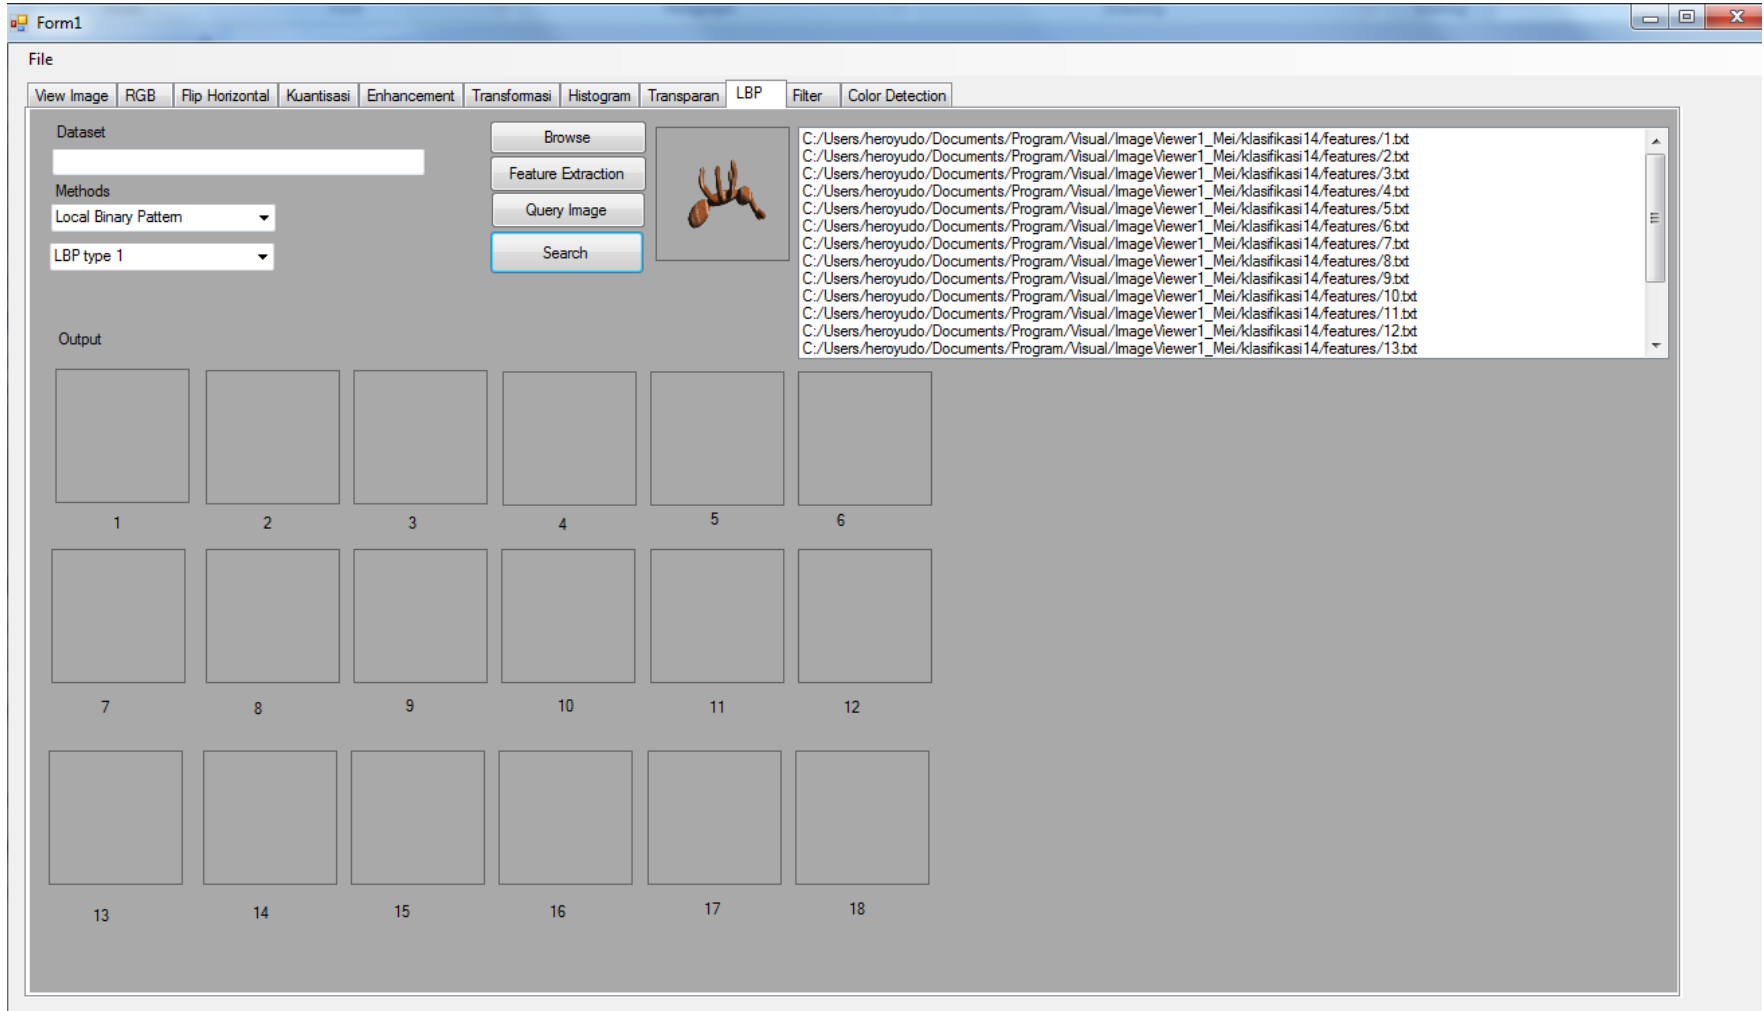 Form1
File
View Image RGB Flip Horizontal Kuantisasi Enhancement Transformasi Histogram Transparan LBP Filter Color Detection
Dataset
Methods
Local Binary Pattern
LBP type 1
Browse
Feature Extraction
Query Image
Search
C:/Users/heroyudo/Documents/Program/Visual/ImageViewer1_Mei/klasifikasi14/features/1.txt
C:/Users/heroyudo/Documents/Program/Visual/ImageViewer1_Mei/klasifikasi14/features/2.txt
C:/Users/heroyudo/Documents/Program/Visual/ImageViewer1_Mei/klasifikasi14/features/3.txt
C:/Users/heroyudo/Documents/Program/Visual/ImageViewer1_Mei/klasifikasi14/features/4.txt
C:/Users/heroyudo/Documents/Program/Visual/ImageViewer1_Mei/klasifikasi14/features/5.txt
C:/Users/heroyudo/Documents/Program/Visual/ImageViewer1_Mei/klasifikasi14/features/6.txt
C:/Users/heroyudo/Documents/Program/Visual/ImageViewer1_Mei/klasifikasi14/features/7.txt
C:/Users/heroyudo/Documents/Program/Visual/ImageViewer1_Mei/klasifikasi14/features/8.txt
C:/Users/heroyudo/Documents/Program/Visual/ImageViewer1_Mei/klasifikasi14/features/9.txt
C:/Users/heroyudo/Documents/Program/Visual/ImageViewer1_Mei/klasifikasi14/features/10.txt
C:/Users/heroyudo/Documents/Program/Visual/ImageViewer1_Mei/klasifikasi14/features/11.txt
C:/Users/heroyudo/Documents/Program/Visual/ImageViewer1_Mei/klasifikasi14/features/12.txt
C:/Users/heroyudo/Documents/Program/Visual/ImageViewer1_Mei/klasifikasi14/features/13.txt
Output
1 2 3 4 5 6
7 8 9 10 11 12
13 14 15 16 17 18